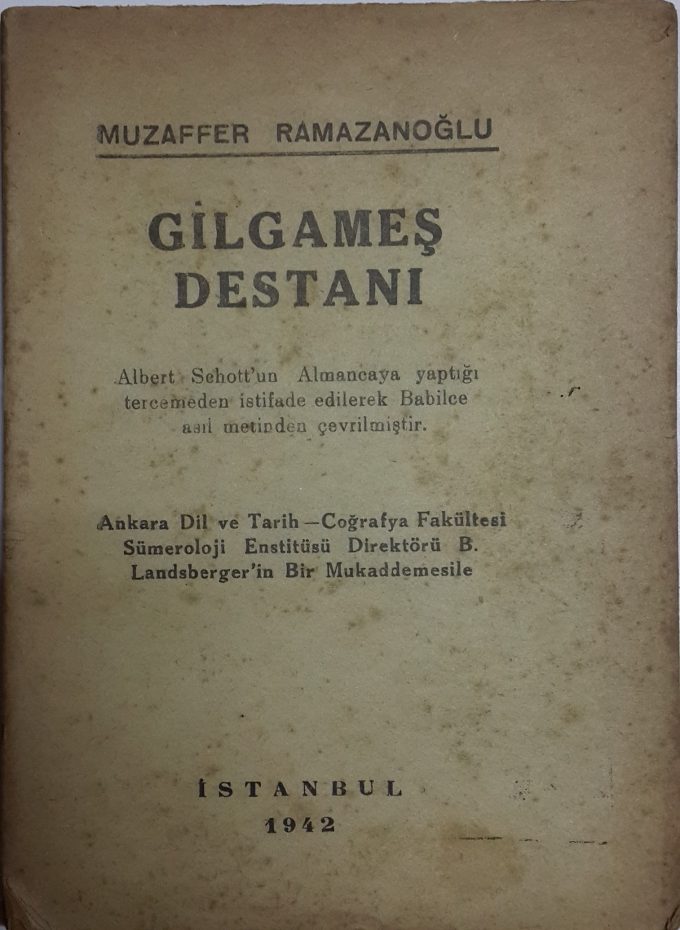 MUZAFFER RAMAZANOĞLU
GİLGAMEŞ
DESTANI
Albert Schott'un Almancaya yaptığı
tercemeden istifade edilerek Babilce
asıl metinden çevrilmiştir.
Ankara Dil ve Tarih—Coğrafya Fakültesi
Sümeroloji Enstitüsü Direktörü B.
Landsberger'in Bir Mukaddemesile
İSTANBUL
1942